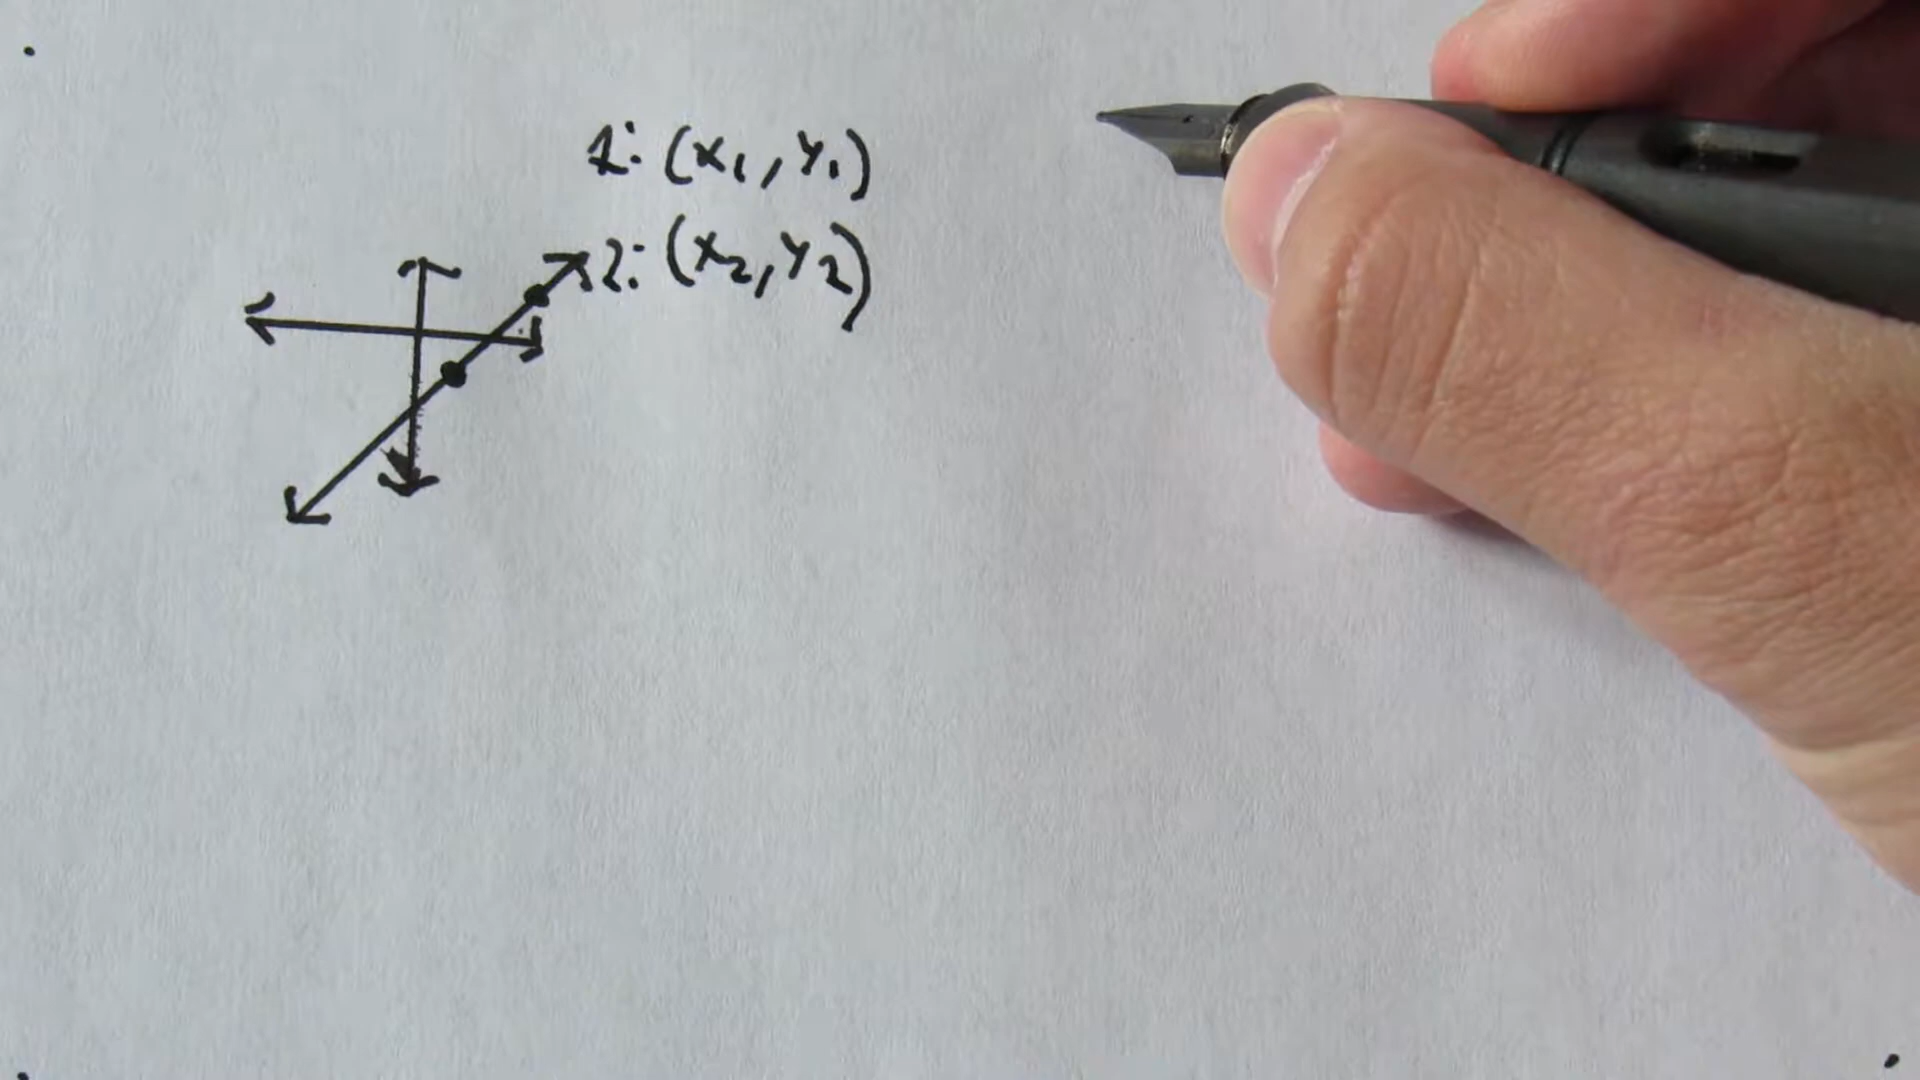 1: (x₁, y₁)
2: (x₂, y₂)